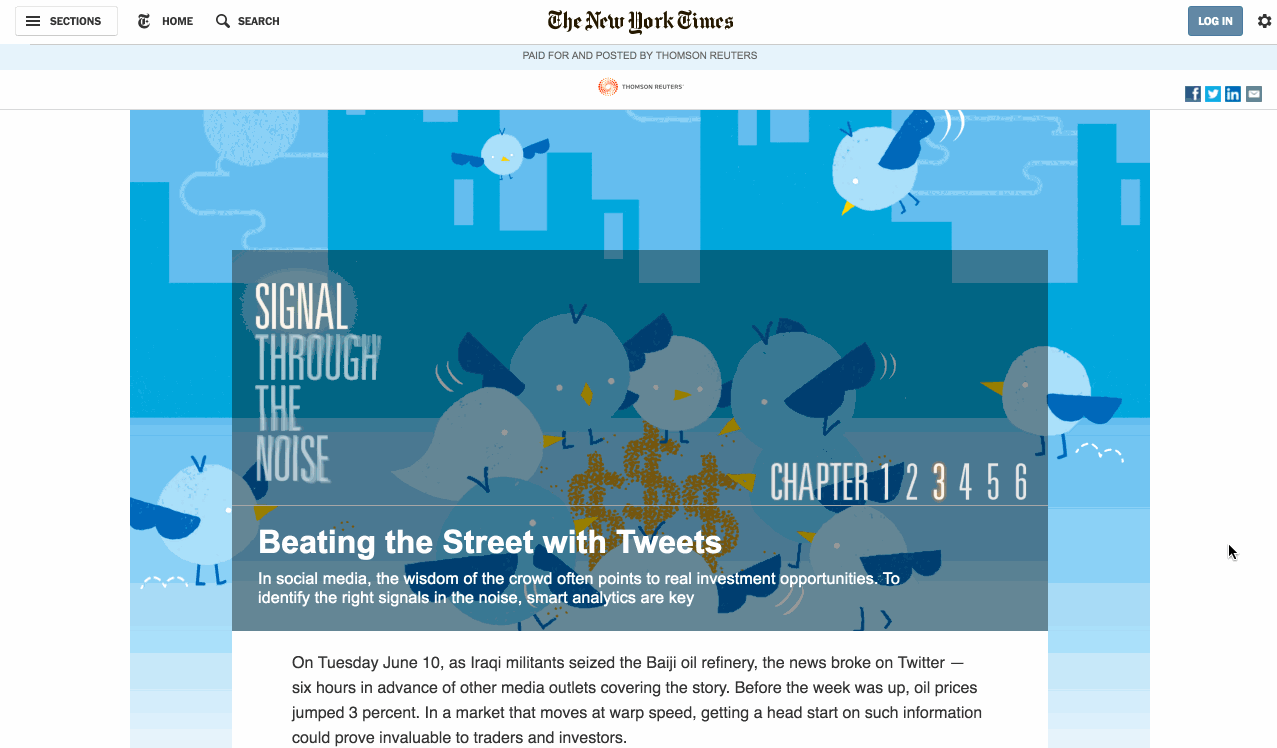 SECTIONS HOME SEARCH The New York Times LOG IN
PAID FOR AND POSTED BY THOMSON REUTERS
THOMSON REUTERS
SIGNAL
THROUGH
THE
NOISE
CHAPTER 1 2 3 4 5 6
Beating the Street with Tweets
In social media, the wisdom of the crowd often points to real investment opportunities. To
identify the right signals in the noise, smart analytics are key
On Tuesday June 10, as Iraqi militants seized the Baiji oil refinery, the news broke on Twitter —
six hours in advance of other media outlets covering the story. Before the week was up, oil prices
jumped 3 percent. In a market that moves at warp speed, getting a head start on such information
could prove invaluable to traders and investors.